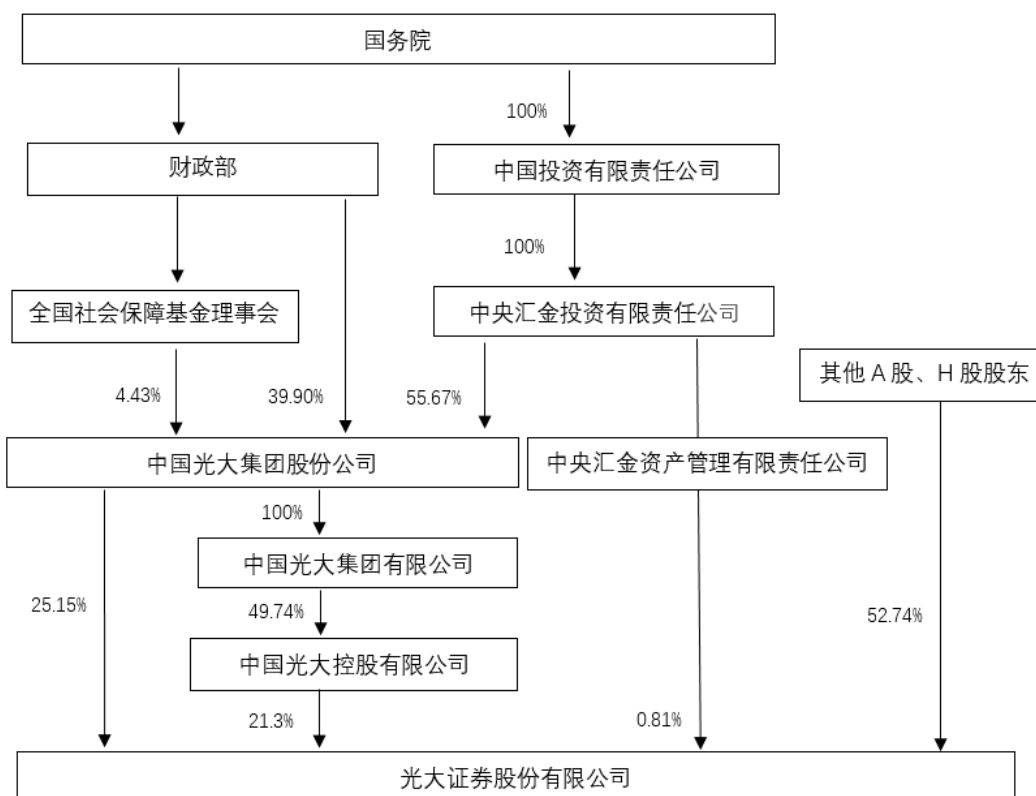 国务院
100%
财政部
中国投资有限责任公司
100%
全国社会保障基金理事会
中央汇金投资有限责任公司
其他 A 股、H 股股东
4.43%
39.90%
55.67%
中国光大集团股份公司
中央汇金资产管理有限责任公司
100%
中国光大集团有限公司
25.15%
49.74%
52.74%
中国光大控股有限公司
21.3%
0.81%
光大证券股份有限公司